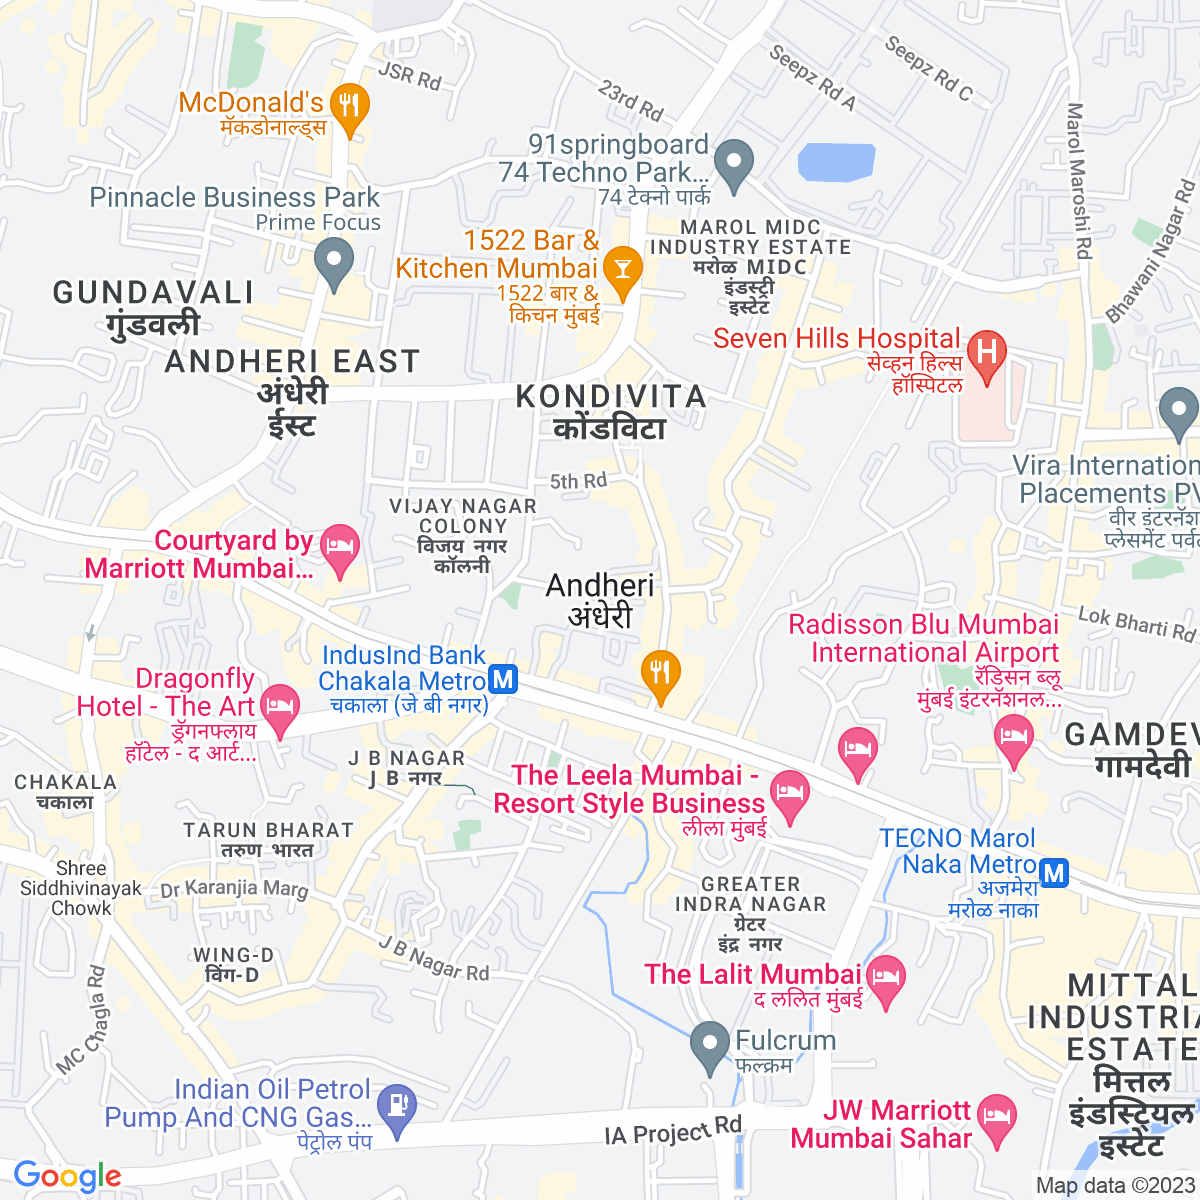 JSR Rd
Seepz Rd A
Seepz Rd C
23rd Rd
McDonald's
मॅकडोनाल्ड्स
Marol Maroshi Rd
Bhawani Nagar Rd
91springboard
74 Techno Park...
74 टेक्नो पार्क
Pinnacle Business Park
Prime Focus
MAROL MIDC
INDUSTRY ESTATE
मरोळ MIDC
इंडस्ट्री
इस्टेट
1522 Bar &
Kitchen Mumbai
1522 बार &
किचन मुंबई
GUNDAVALI
गुंडवली
ANDHERI EAST
अंधेरी
ईस्ट
Seven Hills Hospital
सेव्हन हिल्स
हॉस्पिटल
H
KONDIVITA
कोंडविटा
Vira Internation
Placements PV
वीर इंटरनॅश
प्लेसमेंट पर्व
5th Rd
VIJAY NAGAR
COLONY
विजय नगर
कॉलनी
Courtyard by
Marriott Mumbai...
Andheri
अंधेरी
Lok Bharti Rd
Radisson Blu Mumbai
International Airport
रॅडिसन ब्लू
मुंबई इंटरनॅशनल...
IndusInd Bank
Chakala Metro
चकाला (जे बी नगर)
M
Dragonfly
Hotel - The Art
ड्रॅगनफ्लाय
हॉटेल - द आर्ट...
GAMDEV
गामदेवी
J B NAGAR
J B नगर
CHAKALA
चकाला
The Leela Mumbai -
Resort Style Business
लीला मुंबई
TARUN BHARAT
तरुण भारत
TECNO Marol
Naka Metro
अजमेरा
मरोळ नाका
M
Shree
Siddhivinayak
Chowk
Dr Karanjia Marg
GREATER
INDRA NAGAR
ग्रेटर
इंद्र नगर
WING-D
विंग-D
J B Nagar Rd
The Lalit Mumbai
द ललित मुंबई
MC Chagla Rd
MITTAL
INDUSTRIA
ESTATE
मित्तल
इंडस्ट्रियल
इस्टेट
Fulcrum
फल्क्रम
Indian Oil Petrol
Pump And CNG Gas...
पेट्रोल पंप
IA Project Rd
JW Marriott
Mumbai Sahar
Google
Map data ©2023